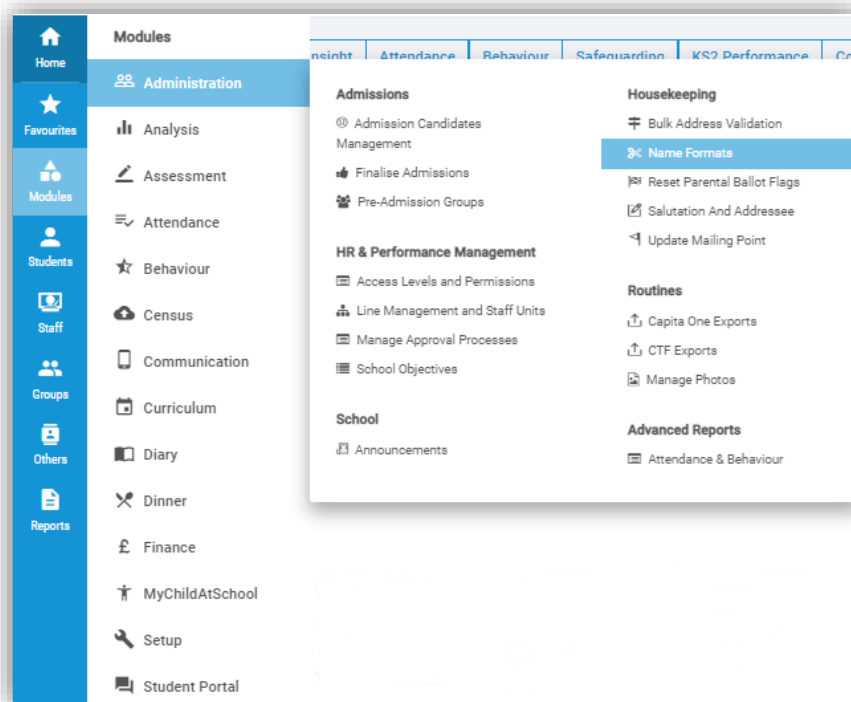 Home
Favourites
Modules
Students
Staff
Groups
Others
Reports
Modules
Administration
Analysis
Assessment
Attendance
Behaviour
Census
Communication
Curriculum
Diary
Dinner
Finance
MyChildAtSchool
Setup
Student Portal
nsight Attendance Behaviour Safeguarding KS2 Performance Co
Admissions
Admission Candidates
Management
Finalise Admissions
Pre-Admission Groups
HR & Performance Management
Access Levels and Permissions
Line Management and Staff Units
Manage Approval Processes
School Objectives
School
Announcements
Housekeeping
Bulk Address Validation
Name Formats
Reset Parental Ballot Flags
Salutation And Addressee
Update Mailing Point
Routines
Capita One Exports
CTF Exports
Manage Photos
Advanced Reports
Attendance & Behaviour